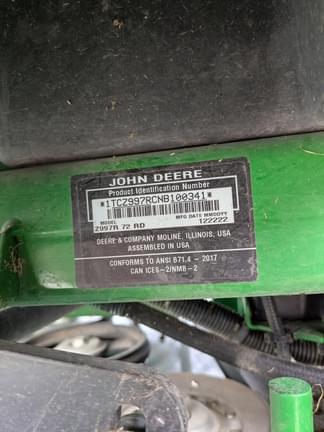 JOHN DEERE
Product Identification Number
*1TCZ997RCNB100341*
MODEL MFG DATE MMDDYY
Z997R 72 RD 122222
DEERE & COMPANY MOLINE, ILLINOIS, USA
ASSEMBLED IN USA
CONFORMS TO ANSI B71.4 – 2017
CAN ICES–2/NMB–2